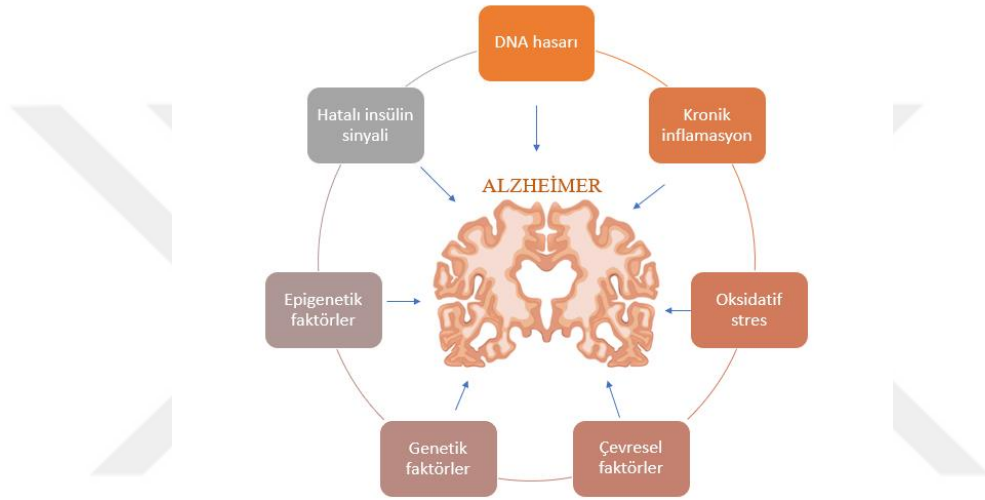 DNA hasarı
Kronik
inflamasyon
Oksidatif
stres
Çevresel
faktörler
Genetik
faktörler
Epigenetik
faktörler
Hatalı insülin
sinyali
ALZHEİMER